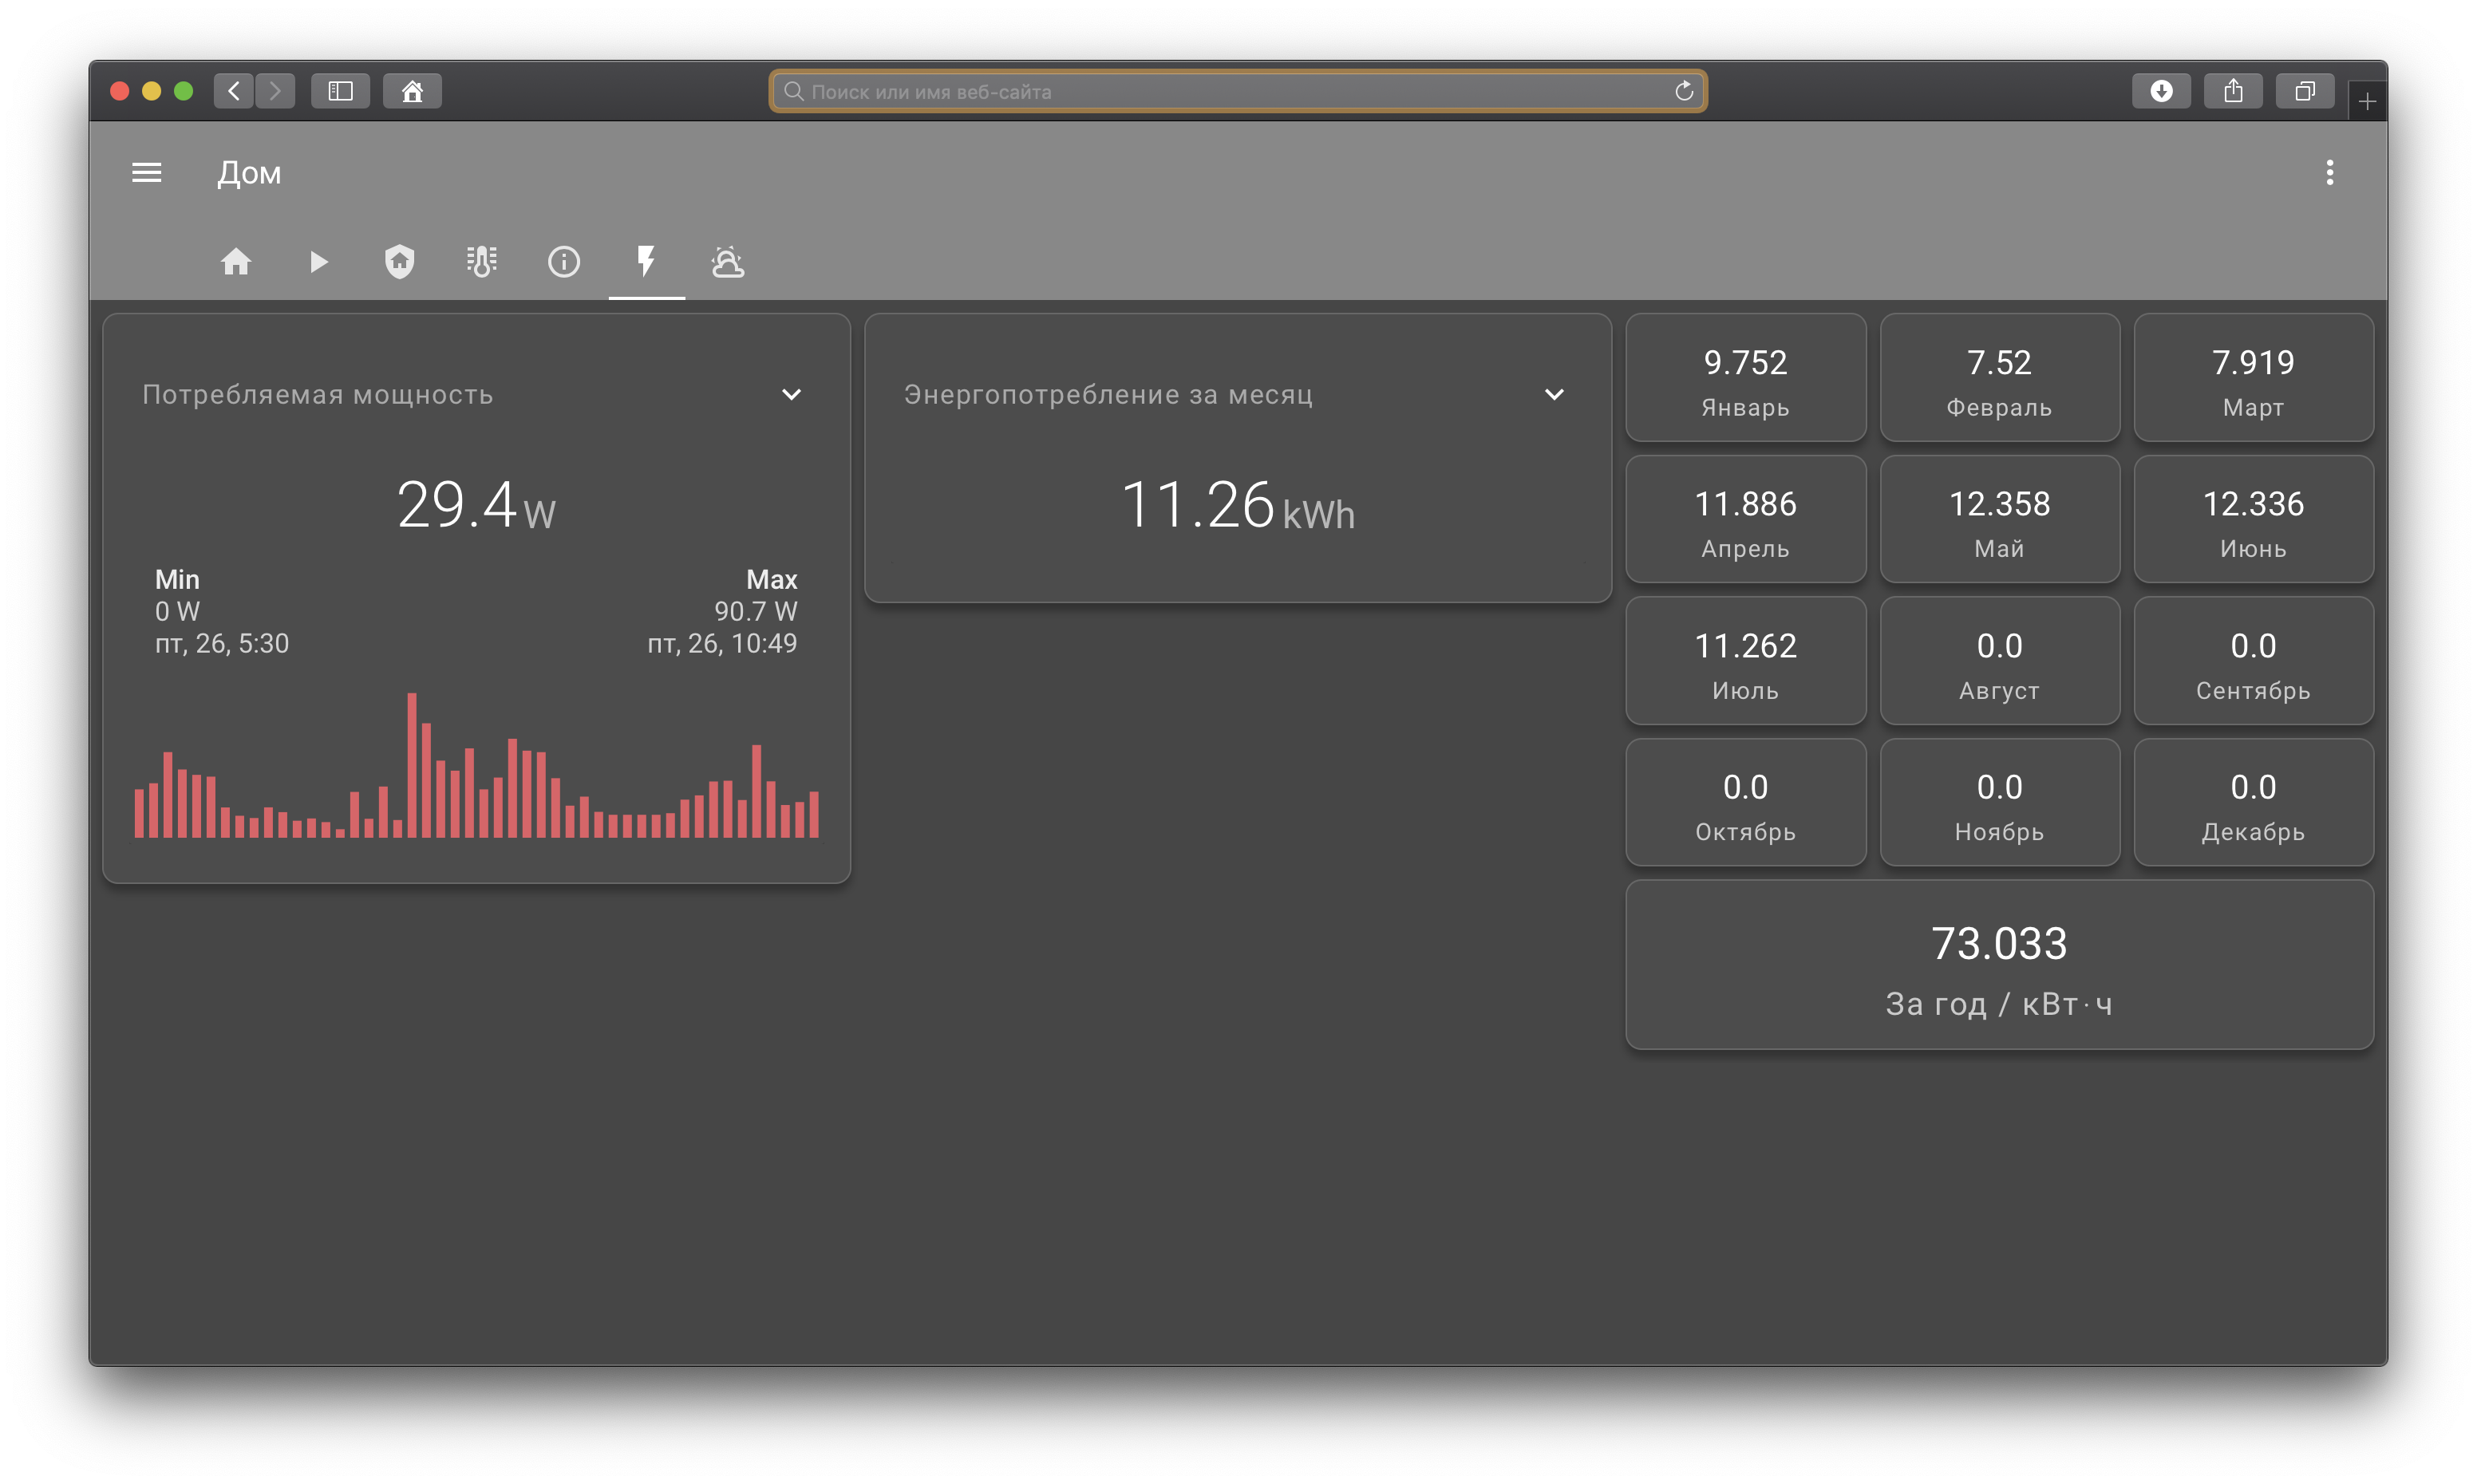 Поиск или имя веб-сайта
Дом
Потребляемая мощность
29.4 W
Min
0 W
пт, 26, 5:30
Max
90.7 W
пт, 26, 10:49
Энергопотребление за месяц
11.26 kWh
9.752
Январь
7.52
Февраль
7.919
Март
11.886
Апрель
12.358
Май
12.336
Июнь
11.262
Июль
0.0
Август
0.0
Сентябрь
0.0
Октябрь
0.0
Ноябрь
0.0
Декабрь
73.033
За год / кВт·ч